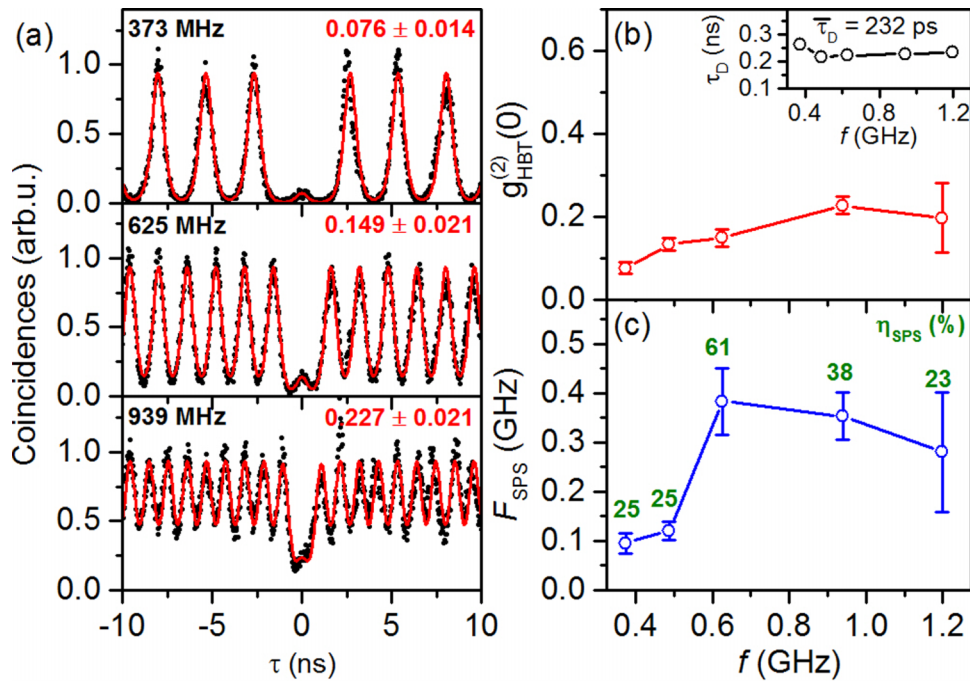 (a)
373 MHz
0.076 ± 0.014
1.0
0.5
0.0
625 MHz
0.149 ± 0.021
1.0
0.5
0.0
939 MHz
0.227 ± 0.021
1.0
0.5
0.0
Coincidences (arb.u.)
-10 -5 0 5 10
τ (ns)
(b)
0.6
0.4
0.2
0.0
g(2)HBT(0)
τ̅D = 232 ps
0.3
0.2
0.1
τD (ns)
0.4 0.8 1.2
f (GHz)
(c)
ηSPS (%)
0.5
0.4
0.3
0.2
0.1
0.0
FSPS (GHz)
25 25 61 38 23
0.4 0.6 0.8 1.0 1.2
f (GHz)